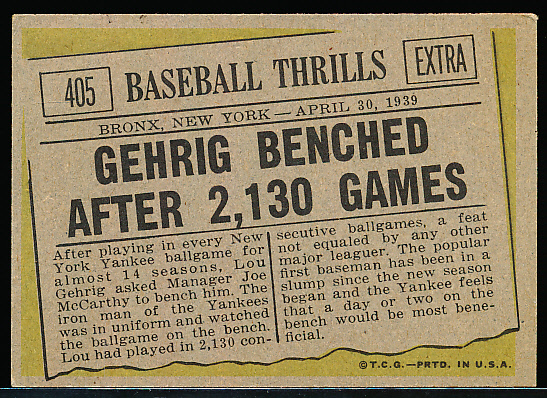 405 BASEBALL THRILLS EXTRA
BRONX, NEW YORK — APRIL 30, 1939
GEHRIG BENCHED
AFTER 2,130 GAMES
After playing in every New
York Yankee ballgame for
almost 14 seasons, Lou
Gehrig asked Manager Joe
McCarthy to bench him. The
iron man of the Yankees
was in uniform and watched
the ballgame on the bench.
Lou had played in 2,130 con-
secutive ballgames, a feat
not equaled by any other
major leaguer. The popular
first baseman has been in a
slump since the new season
began and the Yankee feels
that a day or two on the
bench would be most bene-
ficial.
© T.C.G.—PRTD. IN U.S.A.